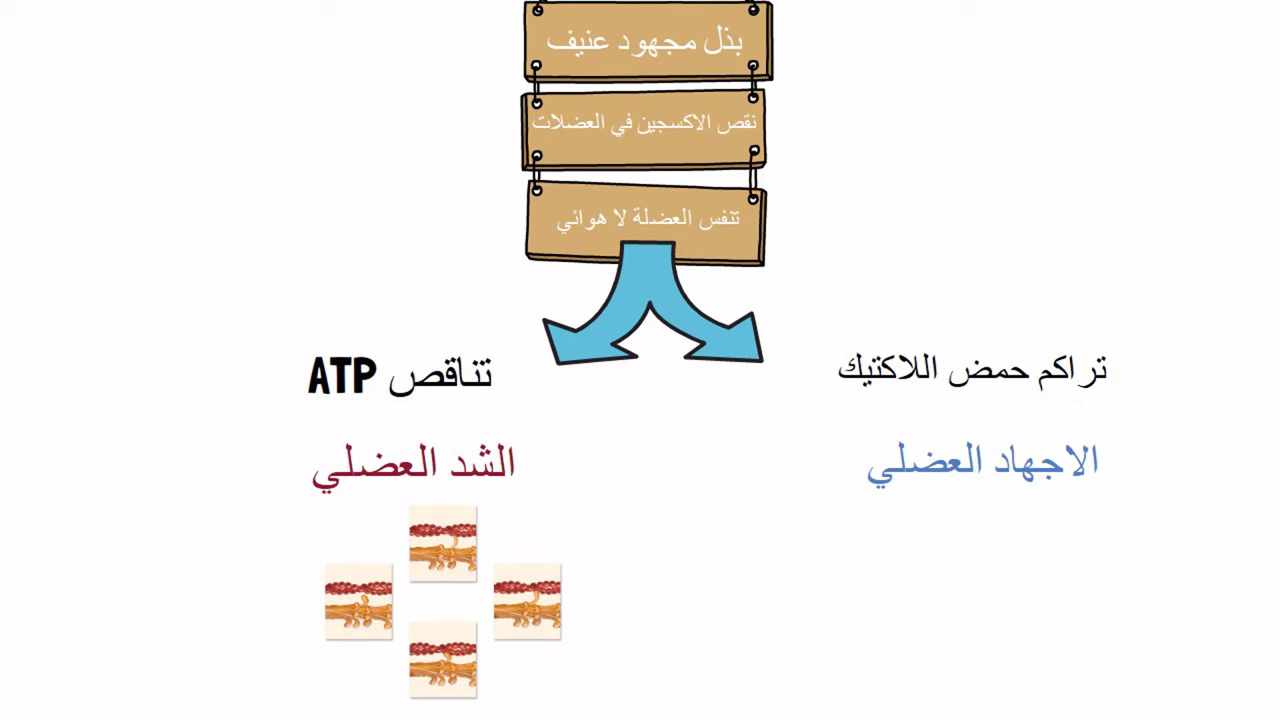 بذل مجهود عنيف
نقص الاكسجين في العضلات
تنفس العضلة لا هوائي
تراكم حمض اللاكتيك
تناقص ATP
الاجهاد العضلي
الشد العضلي